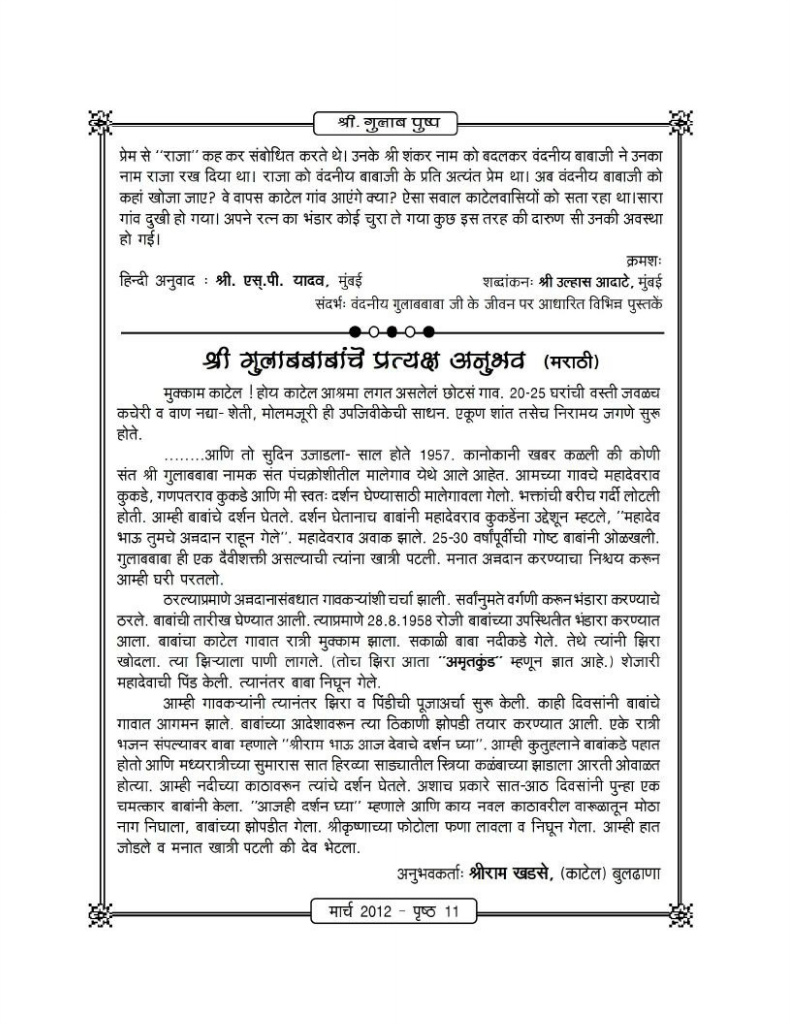 श्री. गुलाब पुष्प
प्रेम से ''राजा'' कह कर संबोधित करते थे। उनके श्री शंकर नाम को बदलकर वंदनीय बाबाजी ने उनका
नाम राजा रख दिया था। राजा को वंदनीय बाबाजी के प्रति अत्यंत प्रेम था। अब वंदनीय बाबाजी को
कहां खोजा जाए? वे वापस काटेल गांव आएंगे क्या? ऐसा सवाल काटेलवासियों को सता रहा था।सारा
गांव दुखी हो गया। अपने रत्न का भंडार कोई चुरा ले गया कुछ इस तरह की दारुण सी उनकी अवस्था
हो गई।
क्रमशः
हिन्दी अनुवाद : श्री. एस्.पी. यादव, मुंबई शब्दांकनः श्री उल्हास आदाटे, मुंबई
संदर्भः वंदनीय गुलाबबाबा जी के जीवन पर आधारित विभिन्न पुस्तकें
श्री गुलाबबाबांचे प्रत्यक्ष अनुभव (मराठी)
मुक्काम काटेल ! होय काटेल आश्रमा लगत असलेलं छोटसं गाव. 20-25 घरांची वस्ती जवळच
कचेरी व वाण नद्या- शेती, मोलमजूरी ही उपजिवीकेची साधन. एकूण शांत तसेच निरामय जगणे सुरू
होते.
........आणि तो सुदिन उजाडला- साल होते 1957. कानोकानी खबर कळली की कोणी
संत श्री गुलाबबाबा नामक संत पंचक्रोशीतील मालेगाव येथे आले आहेत. आमच्या गावचे महादेवराव
कुकडे, गणपतराव कुकडे आणि मी स्वतः दर्शन घेण्यासाठी मालेगावला गेलो. भक्तांची बरीच गर्दी लोटली
होती. आम्ही बाबांचे दर्शन घेतले. दर्शन घेतानाच बाबांनी महादेवराव कुकडेंना उद्देशून म्हटले, ''महादेव
भाऊ तुमचे अन्नदान राहून गेले''. महादेवराव अवाक झाले. 25-30 वर्षांपूर्वीची गोष्ट बाबांनी ओळखली.
गुलाबबाबा ही एक दैवीशक्ती असल्याची त्यांना खात्री पटली. मनात अन्नदान करण्याचा निश्चय करून
आम्ही घरी परतलो.
ठरल्याप्रमाणे अन्नदानासंबधात गावकऱ्यांशी चर्चा झाली. सर्वांनुमते वर्गणी करून भंडारा करण्याचे
ठरले. बाबांची तारीख घेण्यात आली. त्याप्रमाणे 28.8.1958 रोजी बाबांच्या उपस्थितीत भंडारा करण्यात
आला. बाबांचा काटेल गावात रात्री मुक्काम झाला. सकाळी बाबा नदीकडे गेले. तेथे त्यांनी झिरा
खोदला. त्या झिऱ्याला पाणी लागले. (तोच झिरा आता ''अमृतकुंड'' म्हणून ज्ञात आहे.) शेजारी
महादेवाची पिंड केली. त्यानंतर बाबा निघून गेले.
आम्ही गावकऱ्यांनी त्यानंतर झिरा व पिंडीची पूजाअर्चा सुरू केली. काही दिवसांनी बाबांचे
गावात आगमन झाले. बाबांच्या आदेशावरून त्या ठिकाणी झोपडी तयार करण्यात आली. एके रात्री
भजन संपल्यावर बाबा म्हणाले ''श्रीराम भाऊ आज देवाचे दर्शन घ्या''. आम्ही कुतुहलाने बाबांकडे पहात
होतो आणि मध्यरात्रीच्या सुमारास सात हिरव्या साड्यातील स्त्रिया कळंबाच्या झाडाला आरती ओवाळत
होत्या. आम्ही नदीच्या काठावरून त्यांचे दर्शन घेतले. अशाच प्रकारे सात-आठ दिवसांनी पुन्हा एक
चमत्कार बाबांनी केला. ''आजही दर्शन घ्या'' म्हणाले आणि काय नवल काठावरील वारूळातून मोठा
नाग निघाला, बाबांच्या झोपडीत गेला. श्रीकृष्णाच्या फोटोला फणा लावला व निघून गेला. आम्ही हात
जोडले व मनात खात्री पटली की देव भेटला.
अनुभवकर्ताः श्रीराम खडसे, (काटेल) बुलढाणा
मार्च 2012 - पृष्ठ 11